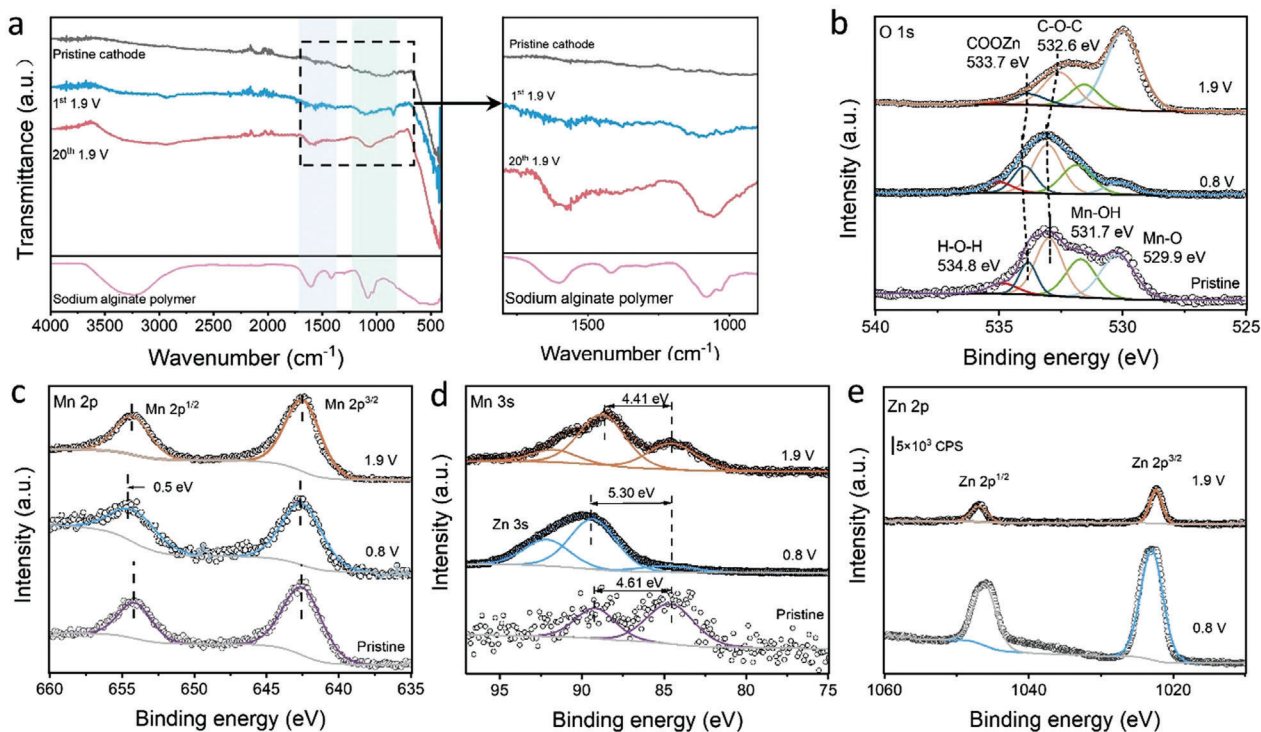 a
Transmittance (a.u.)
Pristine cathode
1st 1.9 V
20th 1.9 V
Sodium alginate polymer
4000 3500 3000 2500 2000 1500 1000 500
Wavenumber (cm-1)
Pristine cathode
1st 1.9 V
20th 1.9 V
Sodium alginate polymer
1500 1000
Wavenumber (cm-1)
b
O 1s
Intensity (a.u.)
COOZn
533.7 eV
C-O-C
532.6 eV
1.9 V
0.8 V
H-O-H
534.8 eV
Mn-OH
531.7 eV
Mn-O
529.9 eV
Pristine
540 535 530 525
Binding energy (eV)
c
Mn 2p
Intensity (a.u.)
Mn 2p1/2
Mn 2p3/2
1.9 V
0.5 eV
0.8 V
Pristine
660 655 650 645 640 635
Binding energy (eV)
d
Mn 3s
Intensity (a.u.)
4.41 eV
1.9 V
5.30 eV
Zn 3s
0.8 V
4.61 eV
Pristine
95 90 85 80 75
Binding energy (eV)
e
Zn 2p
Intensity (a.u.)
5×10³ CPS
Zn 2p1/2
Zn 2p3/2
1.9 V
0.8 V
1060 1040 1020
Binding energy (eV)